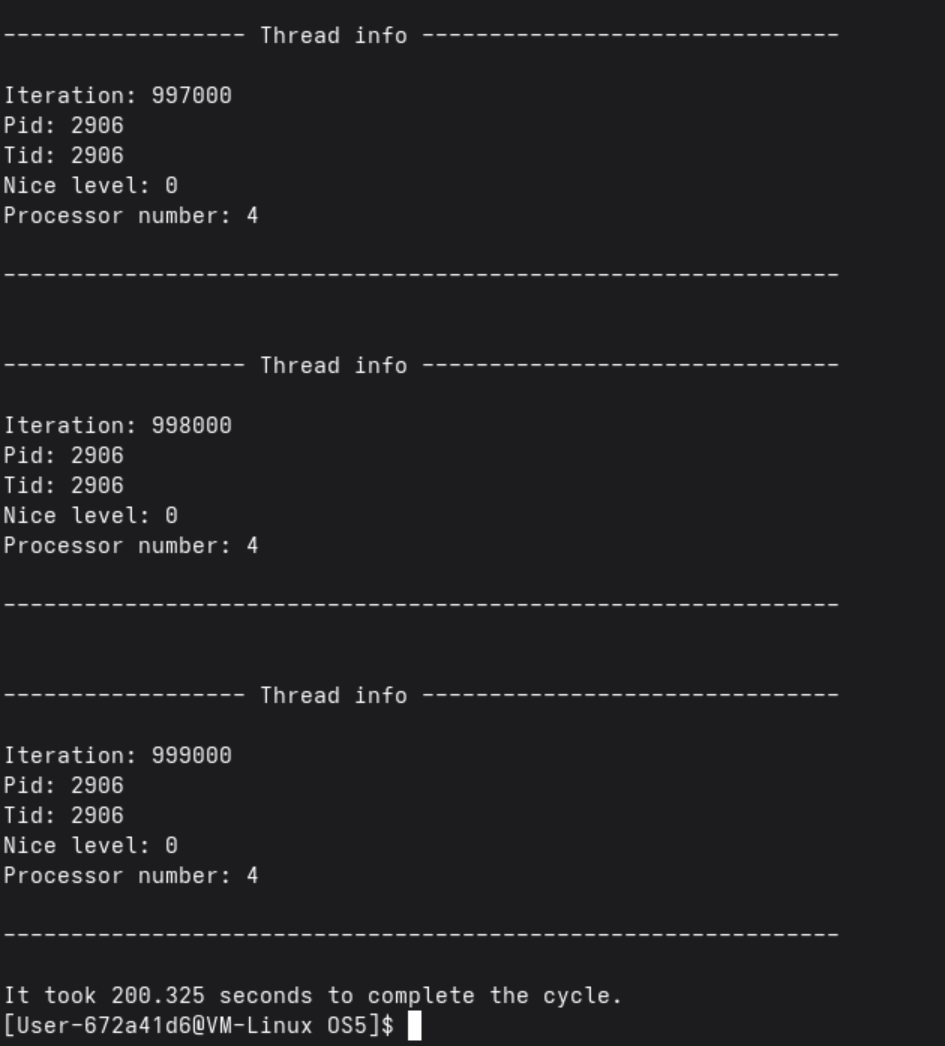 ------------------ Thread info -------------------------------
Iteration: 997000
Pid: 2906
Tid: 2906
Nice level: 0
Processor number: 4
--------------------------------------------------------------
------------------ Thread info -------------------------------
Iteration: 998000
Pid: 2906
Tid: 2906
Nice level: 0
Processor number: 4
--------------------------------------------------------------
------------------ Thread info -------------------------------
Iteration: 999000
Pid: 2906
Tid: 2906
Nice level: 0
Processor number: 4
--------------------------------------------------------------
It took 200.325 seconds to complete the cycle.
[User-672a41d6@VM-Linux OS5]$